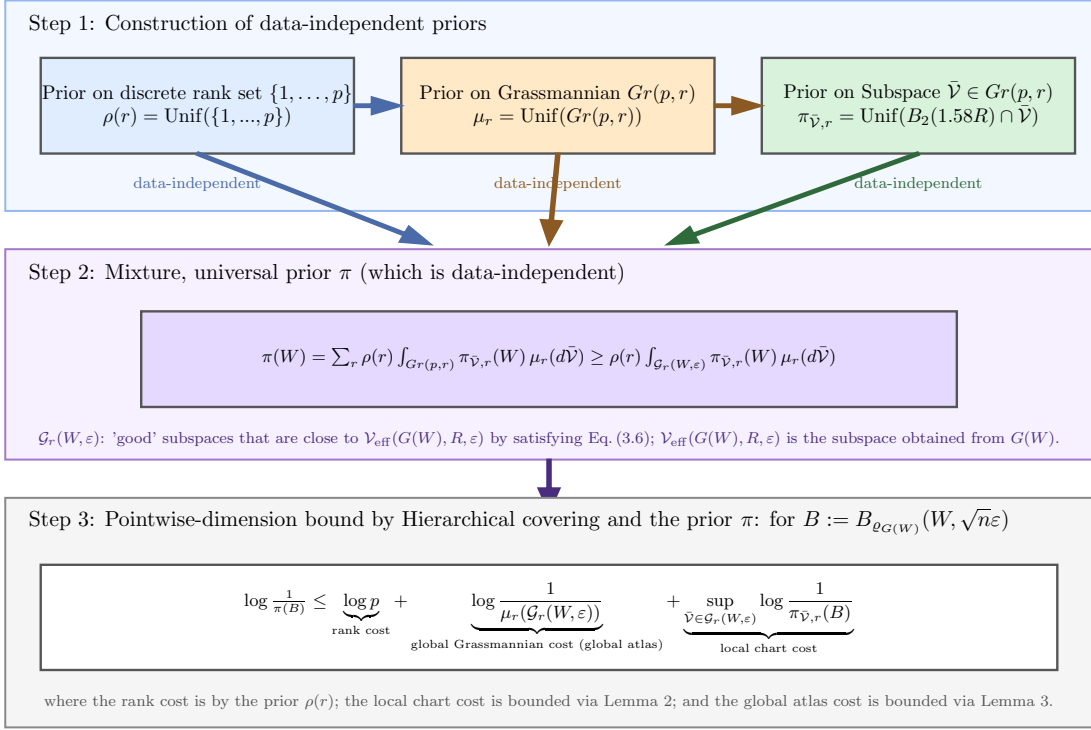 Step 1: Construction of data-independent priors
Prior on discrete rank set {1, . . . , p}
ρ(r) = Unif({1, ..., p})
Prior on Grassmannian Gr(p, r)
μ_r = Unif(Gr(p, r))
Prior on Subspace 𝒱̄ ∈ Gr(p, r)
π_{𝒱̄,r} = Unif(B₂(1.58R) ∩ 𝒱̄)
data-independent
data-independent
data-independent
Step 2: Mixture, universal prior π (which is data-independent)
π(W) = ∑_r ρ(r) ∫_{Gr(p,r)} π_{𝒱̄,r}(W) μ_r(d𝒱̄) ≥ ρ(r) ∫_{𝒢_r(W,ε)} π_{𝒱̄,r}(W) μ_r(d𝒱̄)
𝒢_r(W, ε): 'good' subspaces that are close to 𝒱_eff(G(W), R, ε) by satisfying Eq. (3.6); 𝒱_eff(G(W), R, ε) is the subspace obtained from G(W).
Step 3: Pointwise-dimension bound by Hierarchical covering and the prior π: for B := B_{ϱ_{G(W)}}(W, √nε)
log 1/π(B) ≤ log p + log 1/μ_r(𝒢_r(W, ε)) + sup_{𝒱̄∈𝒢_r(W,ε)} log 1/π_{𝒱̄,r}(B)
rank cost
global Grassmannian cost (global atlas)
local chart cost
where the rank cost is by the prior ρ(r); the local chart cost is bounded via Lemma 2; and the global atlas cost is bounded via Lemma 3.